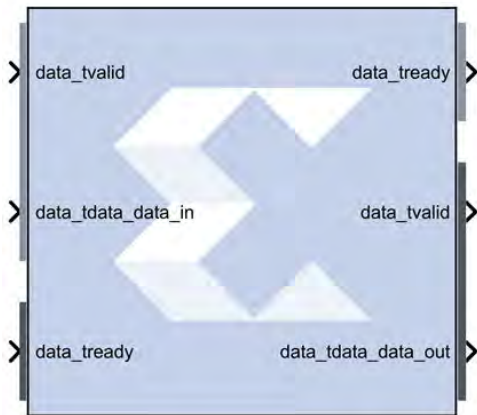 data_tvalid
data_tready
data_tdata_data_in
data_tvalid
data_tready
data_tdata_data_out